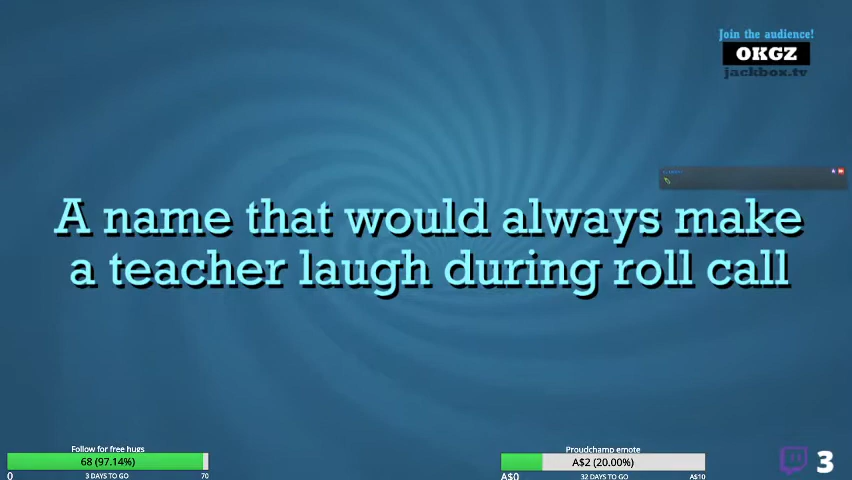 Join the audience!
OKGZ
jackbox.tv
A name that would always make
a teacher laugh during roll call
Follow for free hugs
68 (97.14%)
0
3 DAYS TO GO
70
Proudchamp emote
A$2 (20.00%)
A$0
32 DAYS TO GO
A$10
3